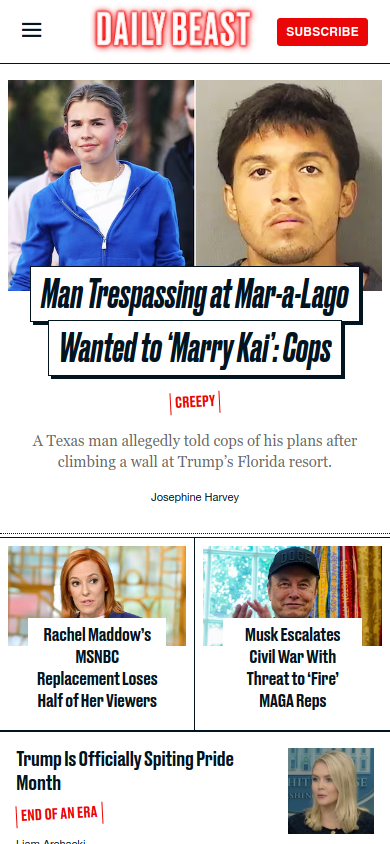 DAILY BEAST
SUBSCRIBE
Man Trespassing at Mar-a-Lago
Wanted to ‘Marry Kai’: Cops
CREEPY
A Texas man allegedly told cops of his plans after
climbing a wall at Trump’s Florida resort.
Josephine Harvey
Rachel Maddow’s
MSNBC
Replacement Loses
Half of Her Viewers
Musk Escalates
Civil War With
Threat to ‘Fire’
MAGA Reps
Trump Is Officially Spiting Pride
Month
END OF AN ERA